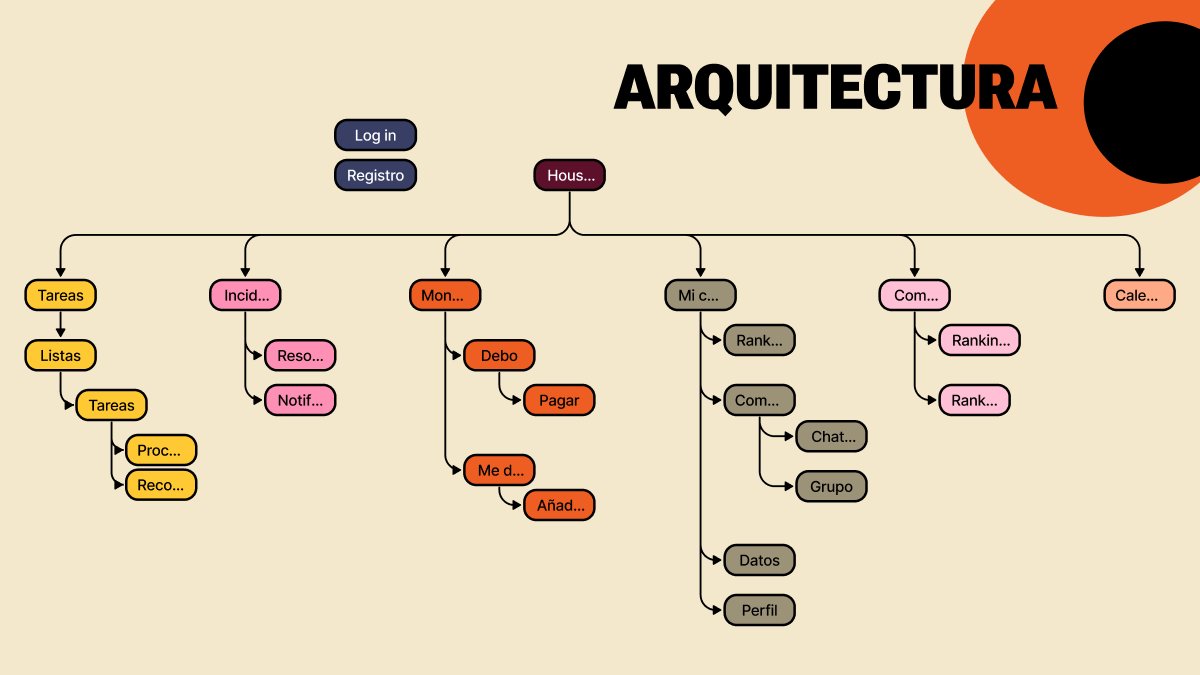 ARQUITECTURA
Log in
Registro
Hous...
Tareas
Incid...
Mon...
Mi c...
Com...
Cale...
Listas
Tareas
Proc...
Reco...
Reso...
Notif...
Debo
Pagar
Me d...
Añad...
Rank...
Com...
Chat...
Grupo
Datos
Perfil
Rankin...
Rank...